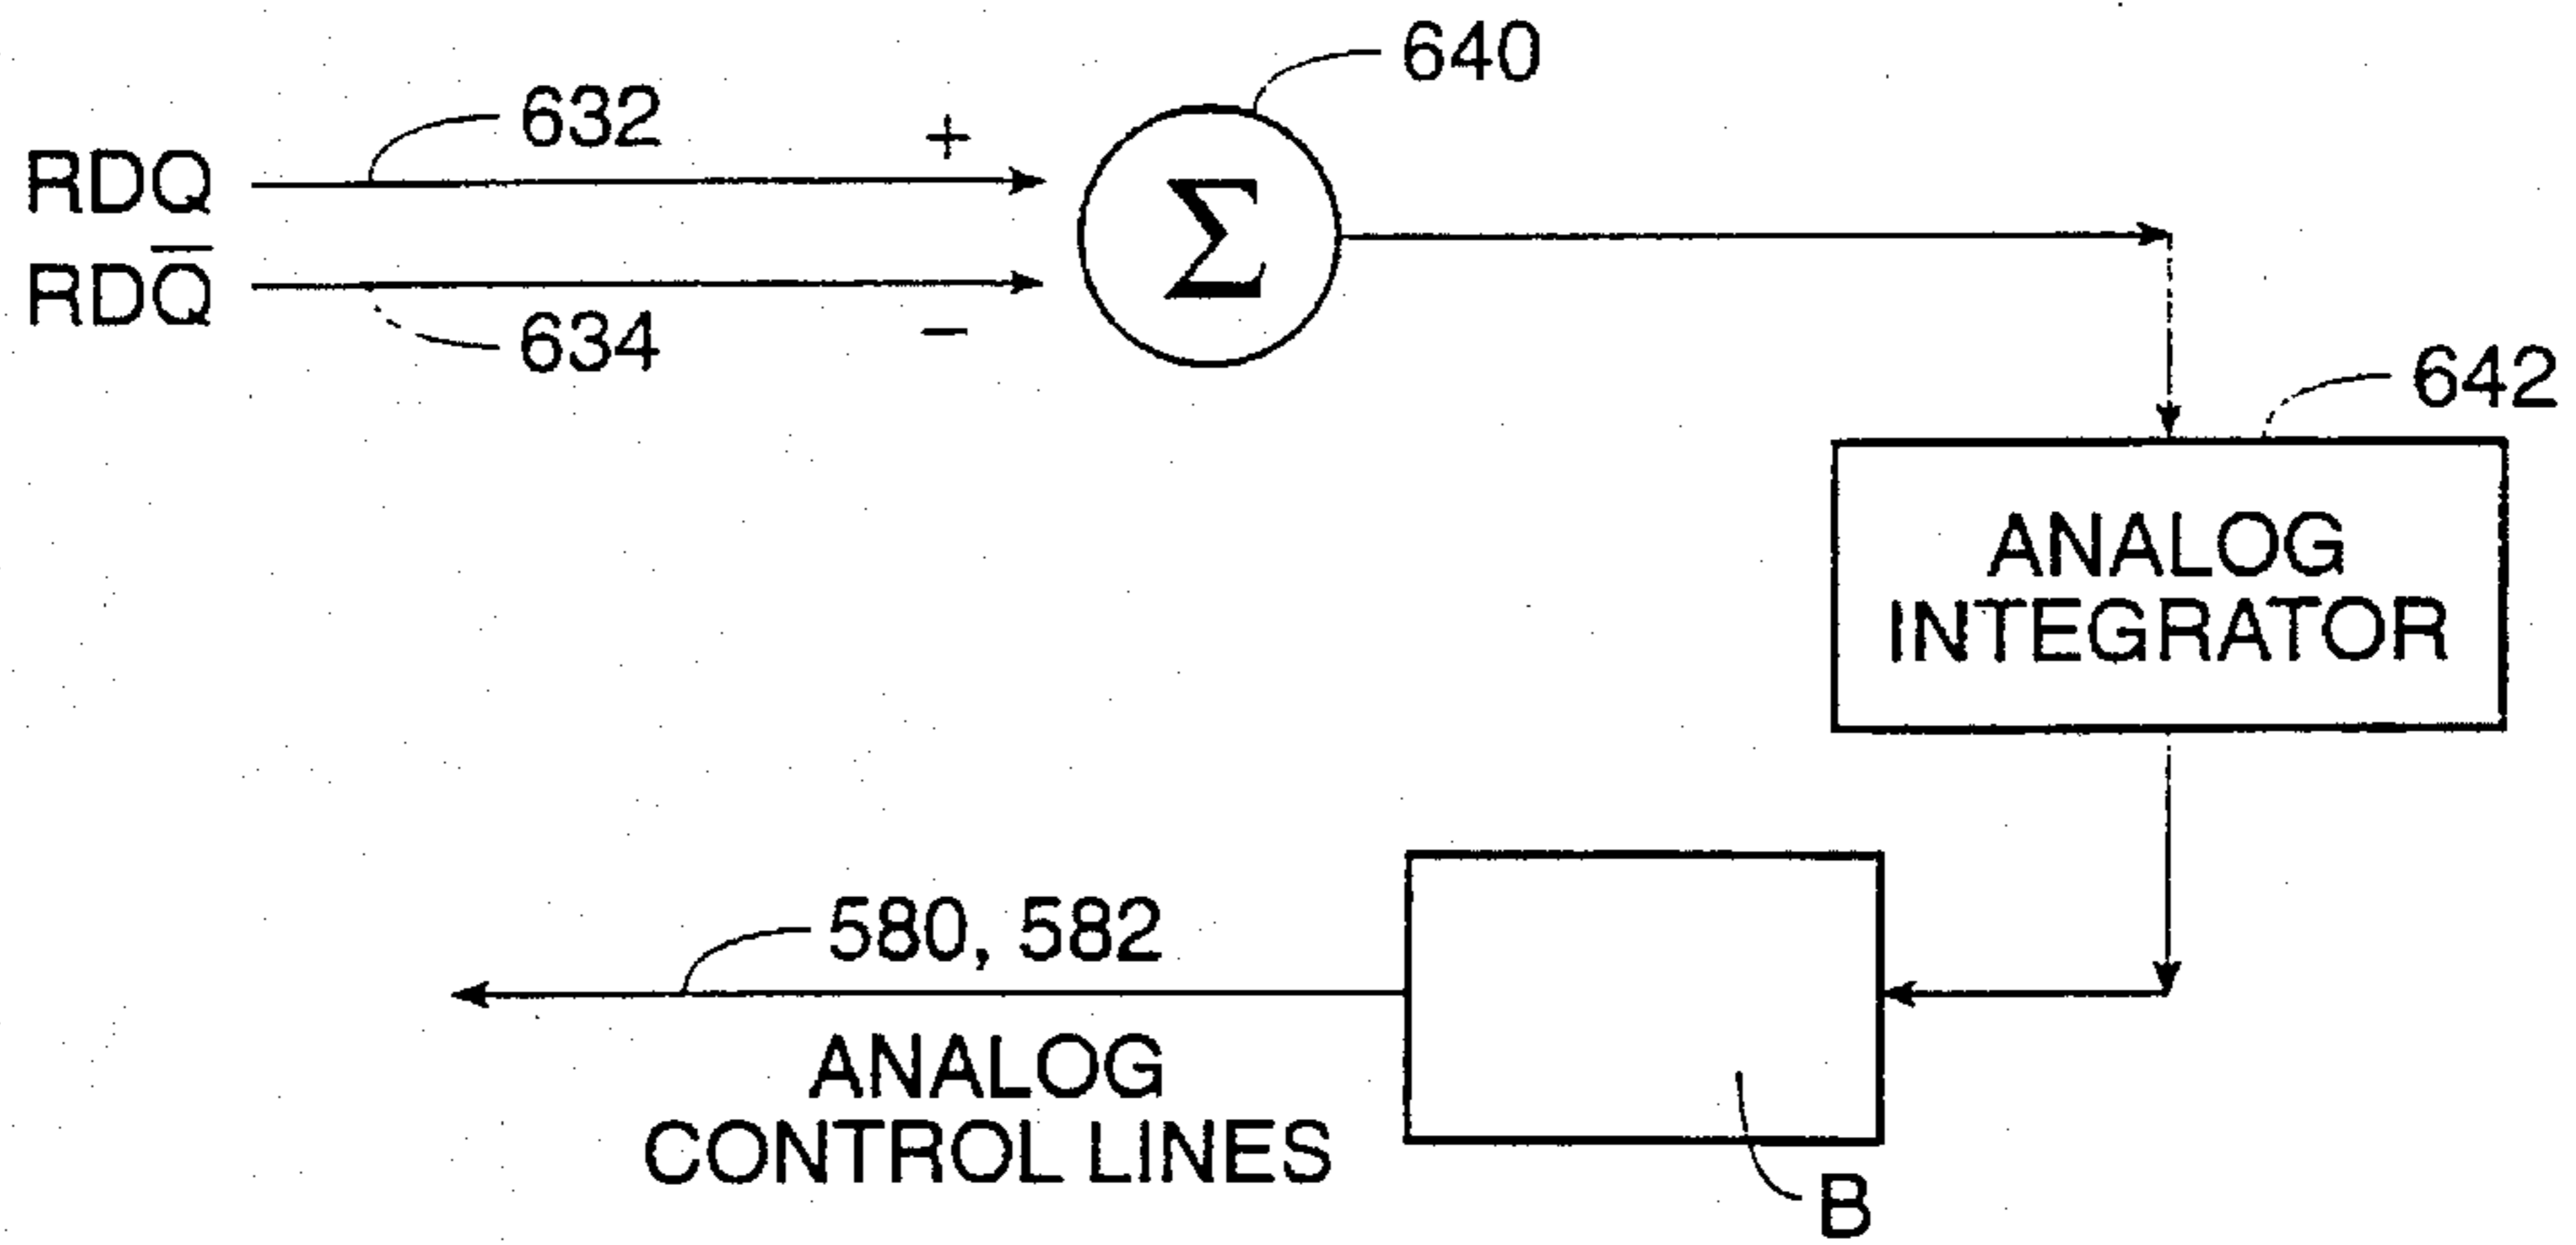 640
632
+
RDQ
Σ
RDQ̅
634
−
642
ANALOG
INTEGRATOR
580, 582
ANALOG
CONTROL LINES
B